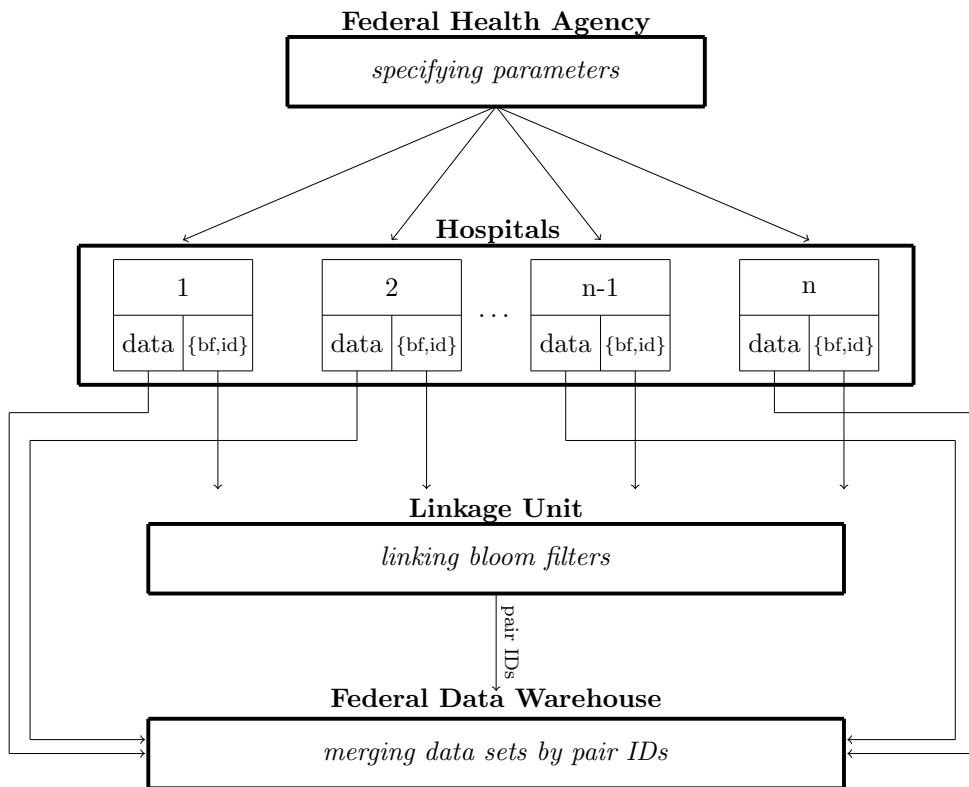 Federal Health Agency
specifying parameters
Hospitals
1 2 n-1 n
...
data {bf,id} data {bf,id} data {bf,id} data {bf,id}
Linkage Unit
linking bloom filters
pair IDs
Federal Data Warehouse
merging data sets by pair IDs